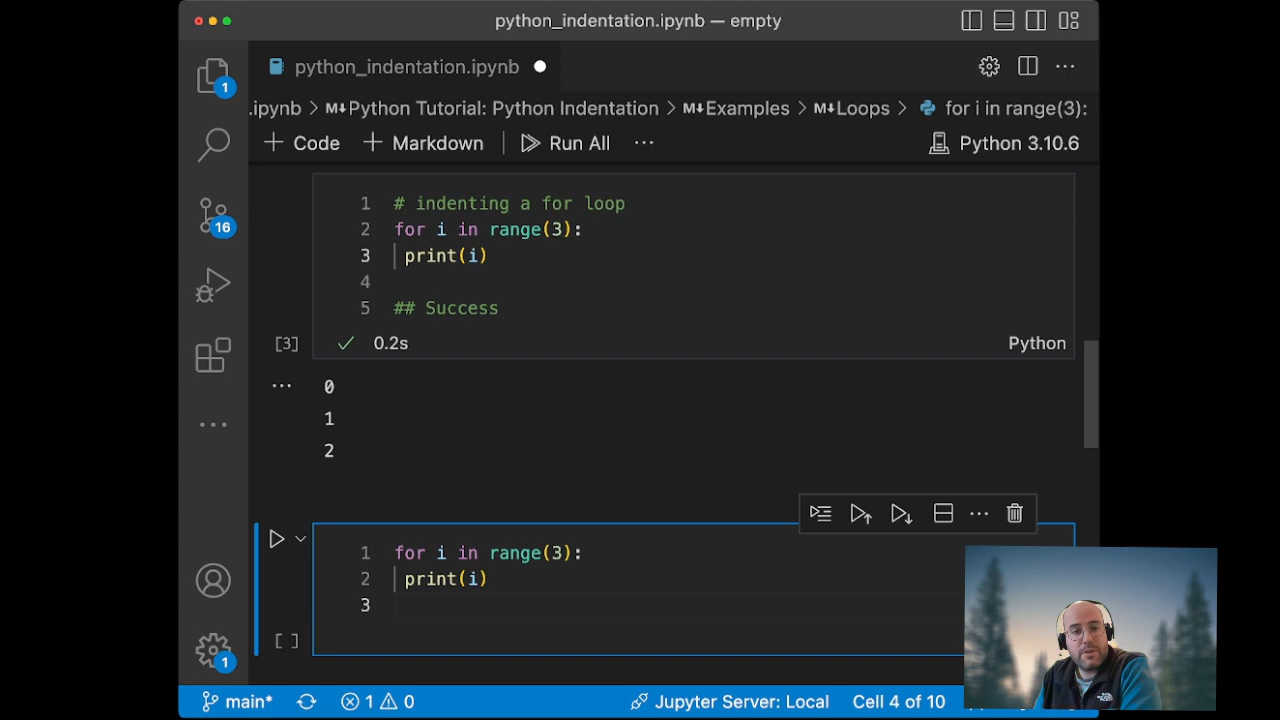 python_indentation.ipynb — empty
1
python_indentation.ipynb
.ipynb > M↓Python Tutorial: Python Indentation > M↓Examples > M↓Loops > for i in range(3):
+ Code + Markdown Run All ... Python 3.10.6
16
1 # indenting a for loop
2 for i in range(3):
3 print(i)
4
5 ## Success
[3] ✓ 0.2s Python
... 0
1
2
1 for i in range(3):
2 print(i)
3
[ ]
1
main* 1 0 Jupyter Server: Local Cell 4 of 10